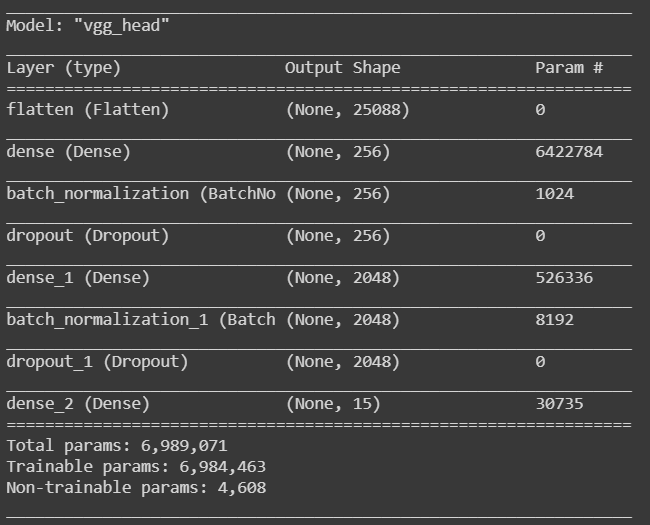 Model: "vgg_head"
Layer (type) Output Shape Param #
flatten (Flatten) (None, 25088) 0
dense (Dense) (None, 256) 6422784
batch_normalization (BatchNo (None, 256) 1024
dropout (Dropout) (None, 256) 0
dense_1 (Dense) (None, 2048) 526336
batch_normalization_1 (Batch (None, 2048) 8192
dropout_1 (Dropout) (None, 2048) 0
dense_2 (Dense) (None, 15) 30735
Total params: 6,989,071
Trainable params: 6,984,463
Non-trainable params: 4,608